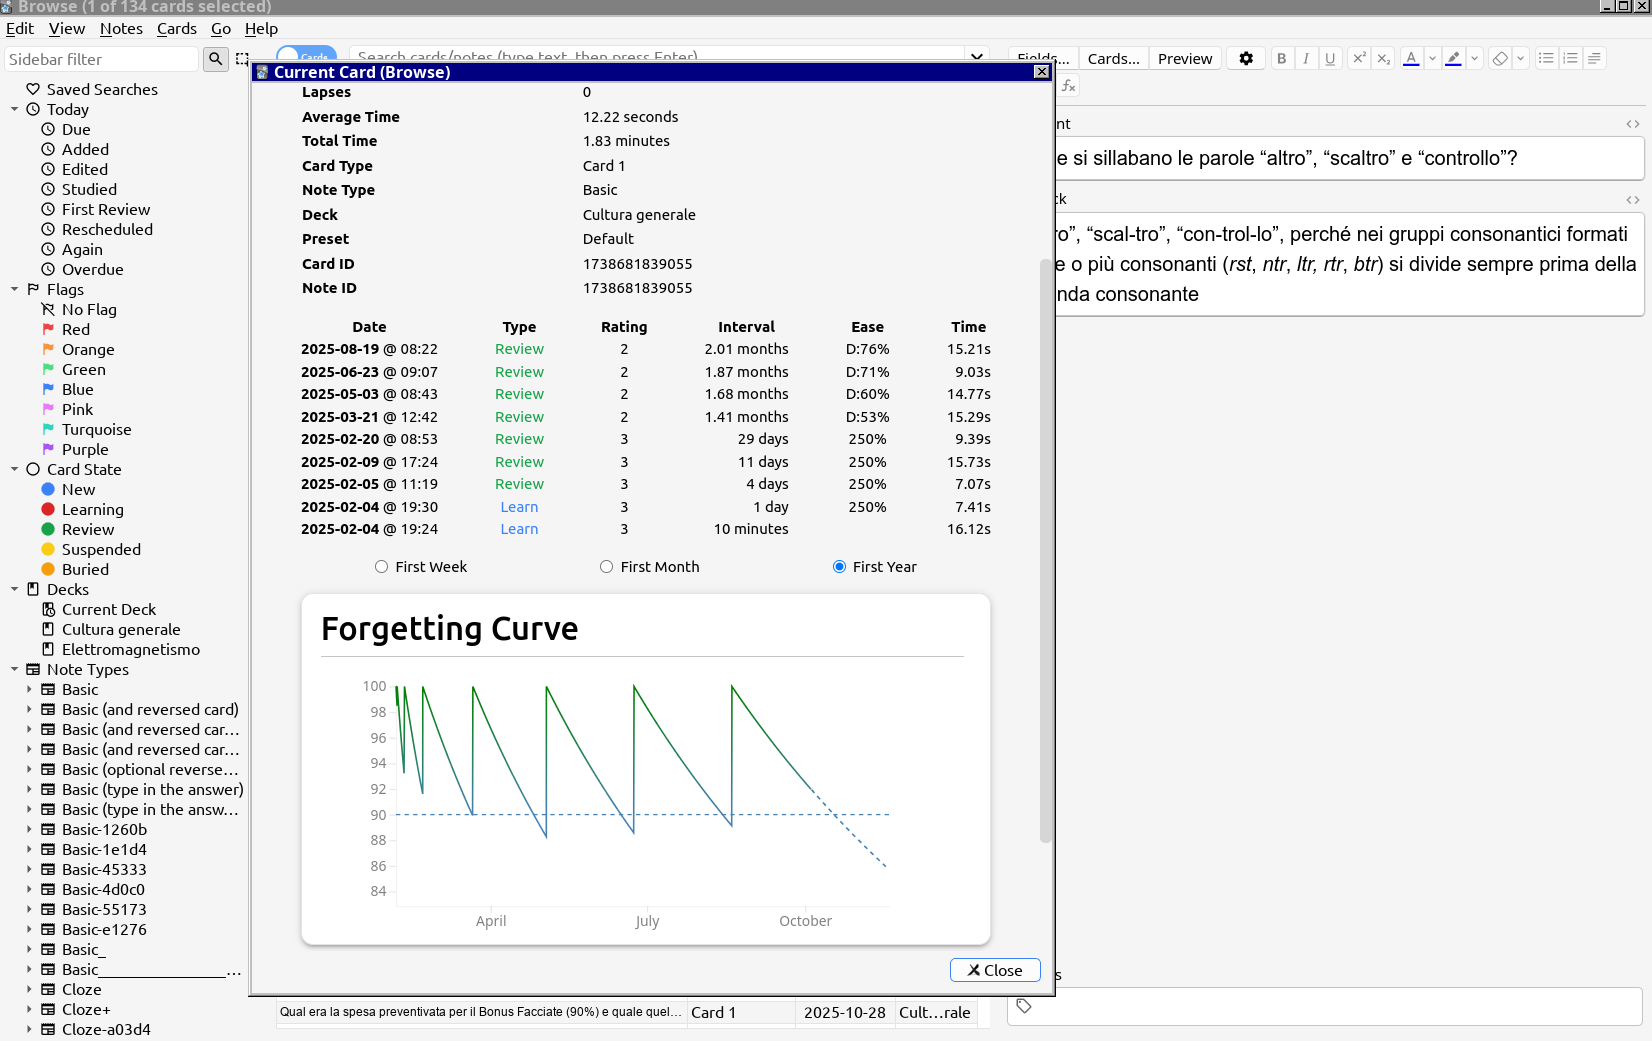 Browse (1 of 134 cards selected)
Edit View Notes Cards Go Help
Sidebar filter
Cards
Search cards/notes (type text, then press Enter)
Fields... Cards... Preview
B I U x² x₂ A
fx
Saved Searches
Today
Due
Added
Edited
Studied
First Review
Rescheduled
Again
Overdue
Flags
No Flag
Red
Orange
Green
Blue
Pink
Turquoise
Purple
Card State
New
Learning
Review
Suspended
Buried
Decks
Current Deck
Cultura generale
Elettromagnetismo
Note Types
Basic
Basic (and reversed card)
Basic (and reversed car...
Basic (and reversed car...
Basic (optional reverse...
Basic (type in the answer)
Basic (type in the answ...
Basic-1260b
Basic-1e1d4
Basic-45333
Basic-4d0c0
Basic-55173
Basic-e1276
Basic_
Basic________________...
Cloze
Cloze+
Cloze-a03d4
Current Card (Browse)
Lapses 0
Average Time 12.22 seconds
Total Time 1.83 minutes
Card Type Card 1
Note Type Basic
Deck Cultura generale
Preset Default
Card ID 1738681839055
Note ID 1738681839055
Date Type Rating Interval Ease Time
2025-08-19 @ 08:22 Review 2 2.01 months D:76% 15.21s
2025-06-23 @ 09:07 Review 2 1.87 months D:71% 9.03s
2025-05-03 @ 08:43 Review 2 1.68 months D:60% 14.77s
2025-03-21 @ 12:42 Review 2 1.41 months D:53% 15.29s
2025-02-20 @ 08:53 Review 3 29 days 250% 9.39s
2025-02-09 @ 17:24 Review 3 11 days 250% 15.73s
2025-02-05 @ 11:19 Review 3 4 days 250% 7.07s
2025-02-04 @ 19:30 Learn 3 1 day 250% 7.41s
2025-02-04 @ 19:24 Learn 3 10 minutes 16.12s
First Week First Month First Year
Forgetting Curve
100
98
96
94
92
90
88
86
84
April July October
Close
nt
e si sillabano le parole “altro”, “scaltro” e “controllo”?
ck
ro”, “scal-tro”, “con-trol-lo”, perché nei gruppi consonantici formati
e o più consonanti (rst, ntr, ltr, rtr, btr) si divide sempre prima della
nda consonante
s
Qual era la spesa preventivata per il Bonus Facciate (90%) e quale quel... Card 1 2025-10-28 Cult...rale